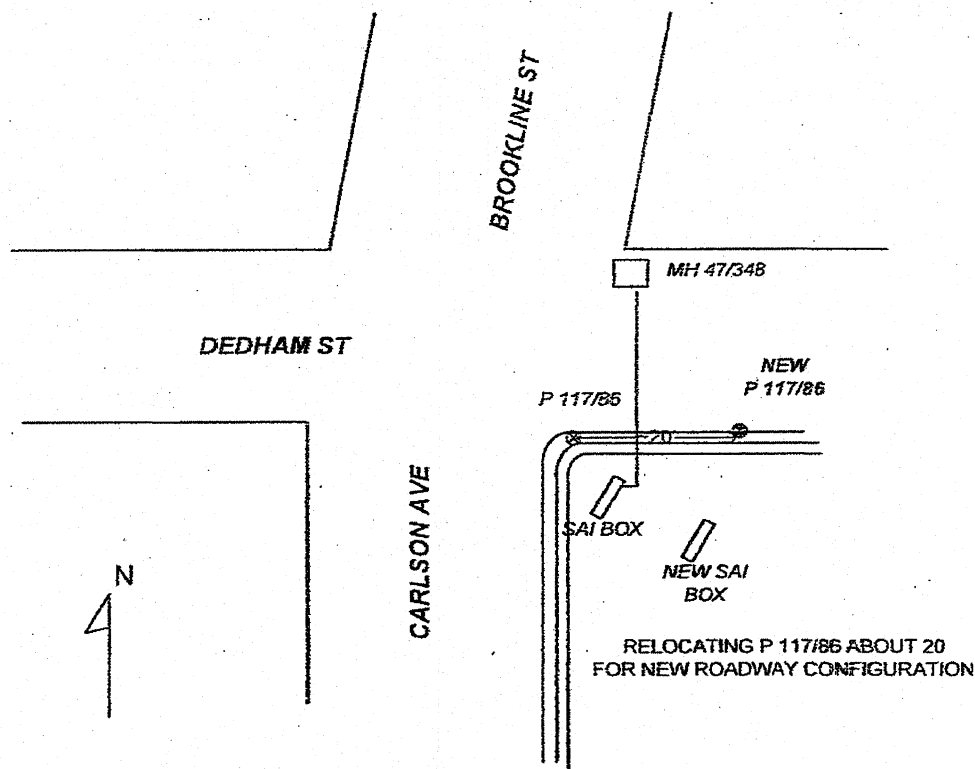 BROOKLINE ST
MH 47/348
DEDHAM ST
NEW
P 117/86
P 117/86
20
SAI BOX
CARLSON AVE
NEW SAI
BOX
N
RELOCATING P 117/86 ABOUT 20
FOR NEW ROADWAY CONFIGURATION